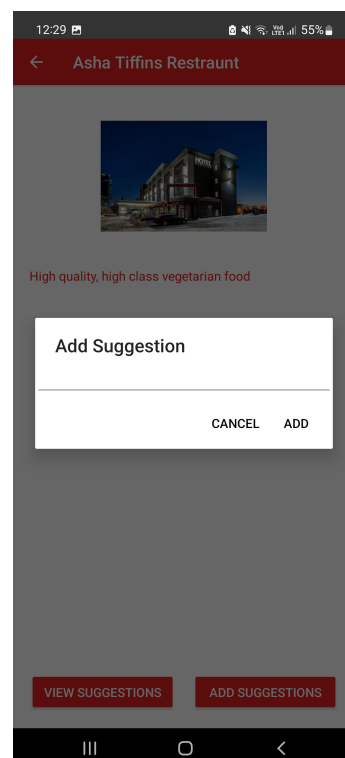 12:29 55%
Asha Tiffins Restraunt
HOTEL
High quality, high class vegetarian food
Add Suggestion
CANCEL ADD
VIEW SUGGESTIONS ADD SUGGESTIONS